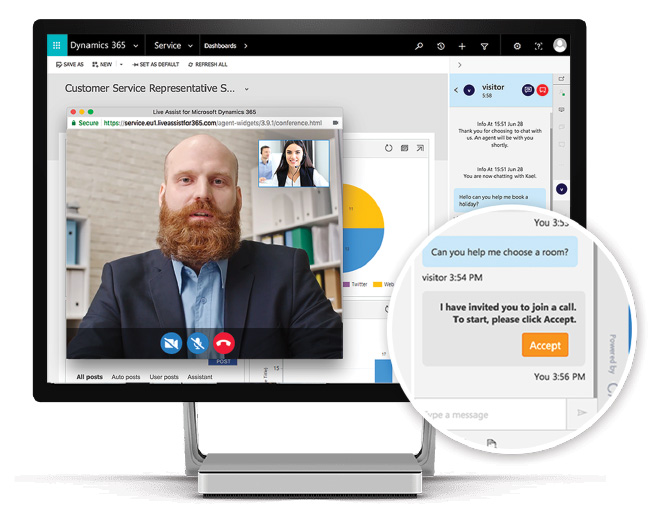 Dynamics 365
Service
Dashboards
SAVE AS
NEW
SET AS DEFAULT
REFRESH ALL
Customer Service Representative S...
Live Assist for Microsoft Dynamics 365
Secure
https://service.eu1.liveassistfor365.com/agent-widgets/3.9.1/conference.html
Twitter
Web
POST
All posts
Auto posts
User posts
Assistant
15
v
visitor
5:58
Info At 15:51 Jun 28
Thank you for choosing to chat with
us. An agent will be with you
shortly.
Info At 15:51 Jun 28
You are now chatting with Kael.
Hello can you help me book a
holiday?
v
You 3:53
Can you help me choose a room?
visitor 3:54 PM
I have invited you to join a call.
To start, please click Accept.
Accept
You 3:56 PM
Type a message
Powered by